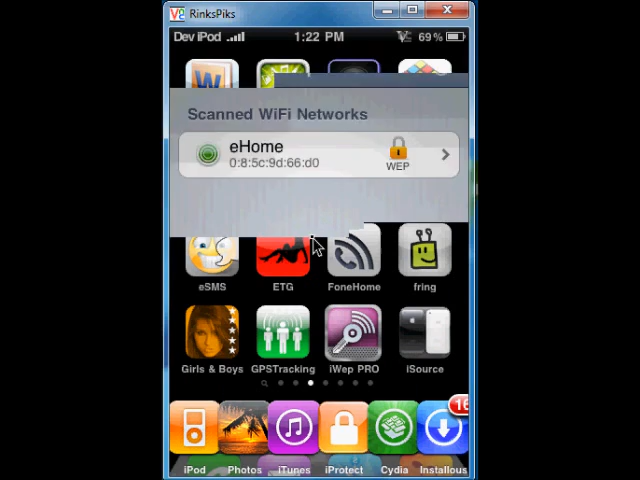 RinksPiks
Dev iPod 1:22 PM 69%
Scanned WiFi Networks
eHome
0:8:5c:9d:66:d0
WEP
eSMS ETG FoneHome fring
Girls & Boys GPSTracking iWep PRO iSource
iPod Photos iTunes iProtect Cydia Installous